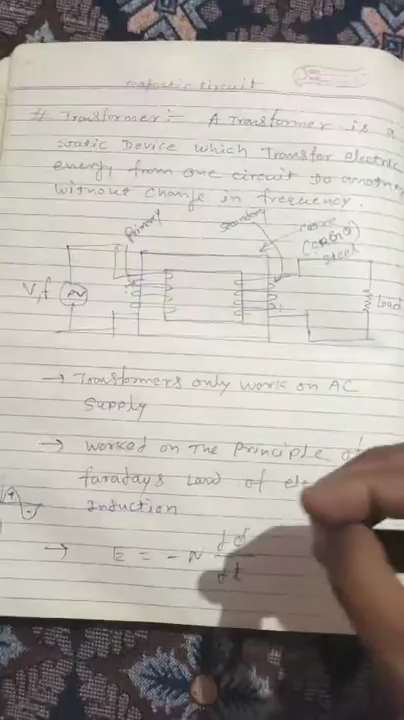 magnetic circuit
# Transformer :- A Transformer is a
static Device which Transfer electric
energy from one circuit to another
without change in frequency.
Primary
secondary
(CRGO)
steel
V,f
Load
→ Transformers only work on AC
supply
→ worked on The principle of
faradays Law of
induction
→ E = - N dϕ/dt